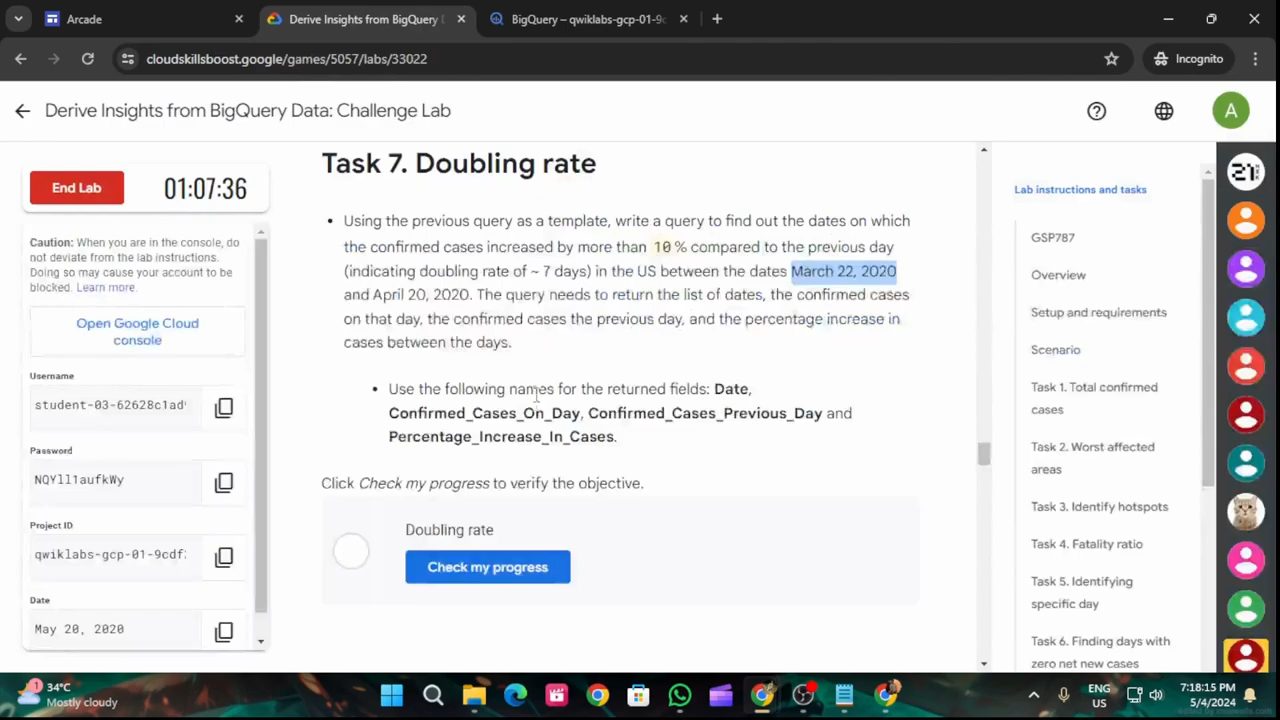 Arcade
Derive Insights from BigQuery
BigQuery – qwiklabs-gcp-01-9c
cloudskillsboost.google/games/5057/labs/33022
Incognito
Derive Insights from BigQuery Data: Challenge Lab
A
End Lab
01:07:36
Caution: When you are in the console, do
not deviate from the lab instructions.
Doing so may cause your account to be
blocked. Learn more.
Open Google Cloud
console
Username
student-03-62628c1ad
Password
NQYll1aufkWy
Project ID
qwiklabs-gcp-01-9cdf
Date
May 20, 2020
Task 7. Doubling rate
• Using the previous query as a template, write a query to find out the dates on which
the confirmed cases increased by more than 10 % compared to the previous day
(indicating doubling rate of ~ 7 days) in the US between the dates March 22, 2020
and April 20, 2020. The query needs to return the list of dates, the confirmed cases
on that day, the confirmed cases the previous day, and the percentage increase in
cases between the days.
• Use the following names for the returned fields: Date,
Confirmed_Cases_On_Day, Confirmed_Cases_Previous_Day and
Percentage_Increase_In_Cases.
Click Check my progress to verify the objective.
Doubling rate
Check my progress
Lab instructions and tasks
GSP787
Overview
Setup and requirements
Scenario
Task 1. Total confirmed
cases
Task 2. Worst affected
areas
Task 3. Identify hotspots
Task 4. Fatality ratio
Task 5. Identifying
specific day
Task 6. Finding days with
zero net new cases
21
1
34°C
Mostly cloudy
ENG
US
7:18:15 PM
5/4/2024